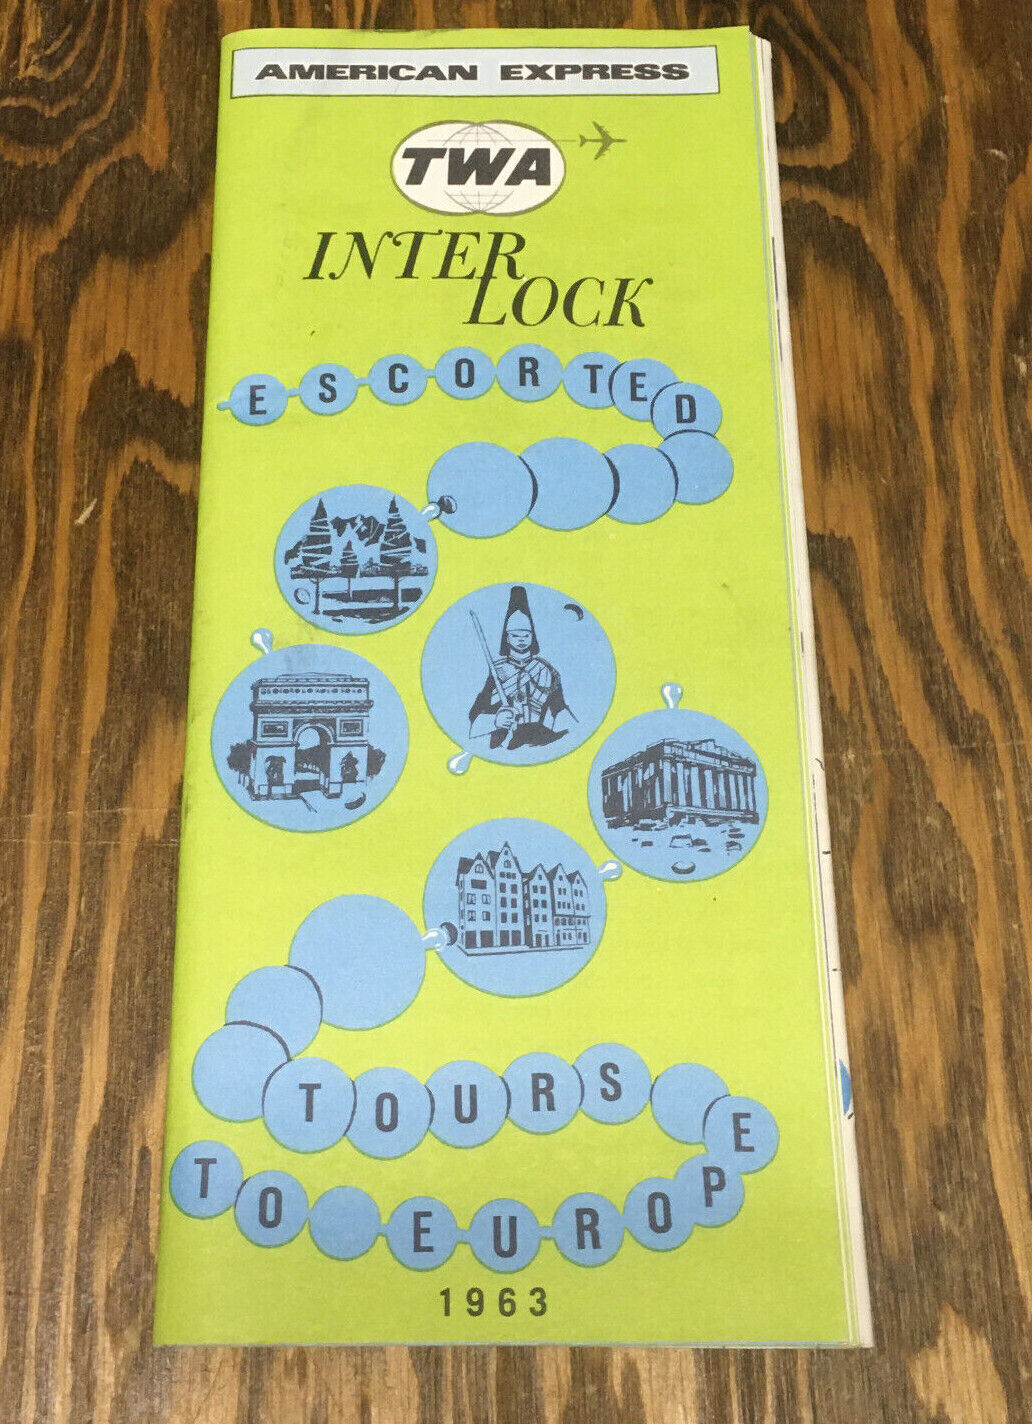 AMERICAN EXPRESS
TWA
INTER
LOCK
ESCORTED
TOURS
TO EUROPE
1963